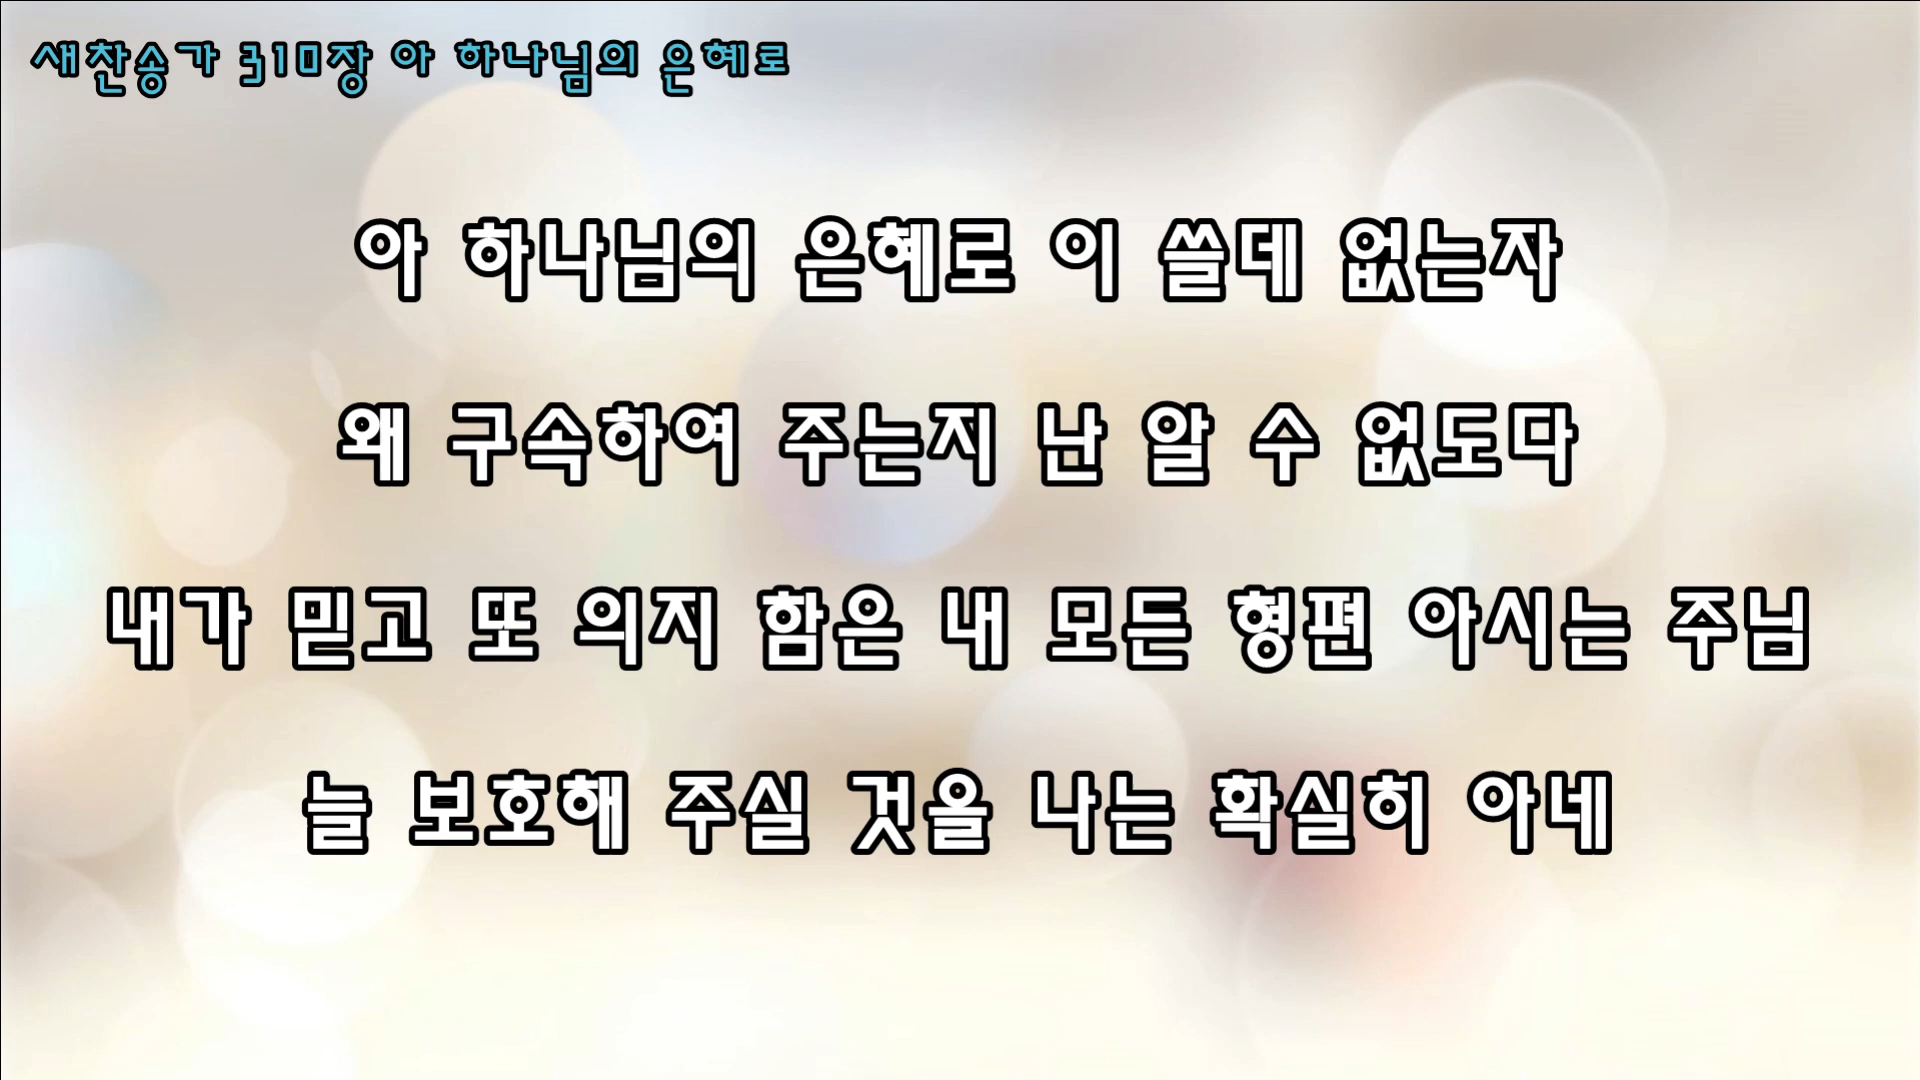 새찬송가 310장 아 하나님의 은혜로
아 하나님의 은혜로 이 쓸데 없는자
왜 구속하여 주는지 난 알 수 없도다
내가 믿고 또 의지 함은 내 모든 형편 아시는 주님
늘 보호해 주실 것을 나는 확실히 아네